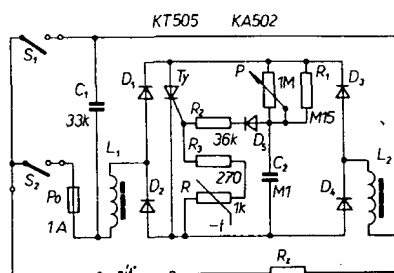 KT505 KA502
S₁
C₁
33k
D₁
Ty
P
1M
R₁
D₃
M15
R₂
36k
D₅
L₁
R₃
270
C₂
M1
L₂
S₂
Po
1A
D₂
R
1k
-t
D₄
R₂